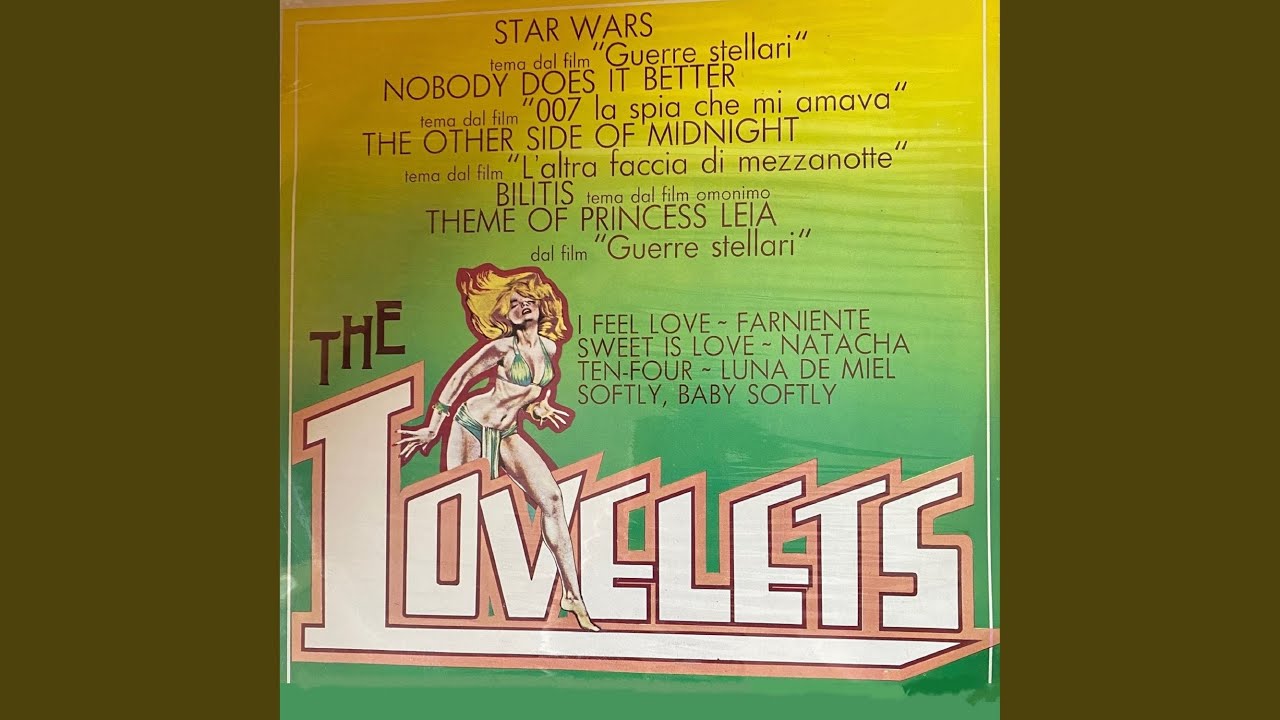 STAR WARS
tema dal film “Guerre stellari“
NOBODY DOES IT BETTER
tema dal film “007 la spia che mi amava“
THE OTHER SIDE OF MIDNIGHT
tema dal film “L'altra faccia di mezzanotte“
BILITIS tema dal film omonimo
THEME OF PRINCESS LEIA
dal film “Guerre stellari“
I FEEL LOVE ~ FARNIENTE
SWEET IS LOVE ~ NATACHA
TEN-FOUR ~ LUNA DE MIEL
SOFTLY, BABY SOFTLY
THE
LOVELETS